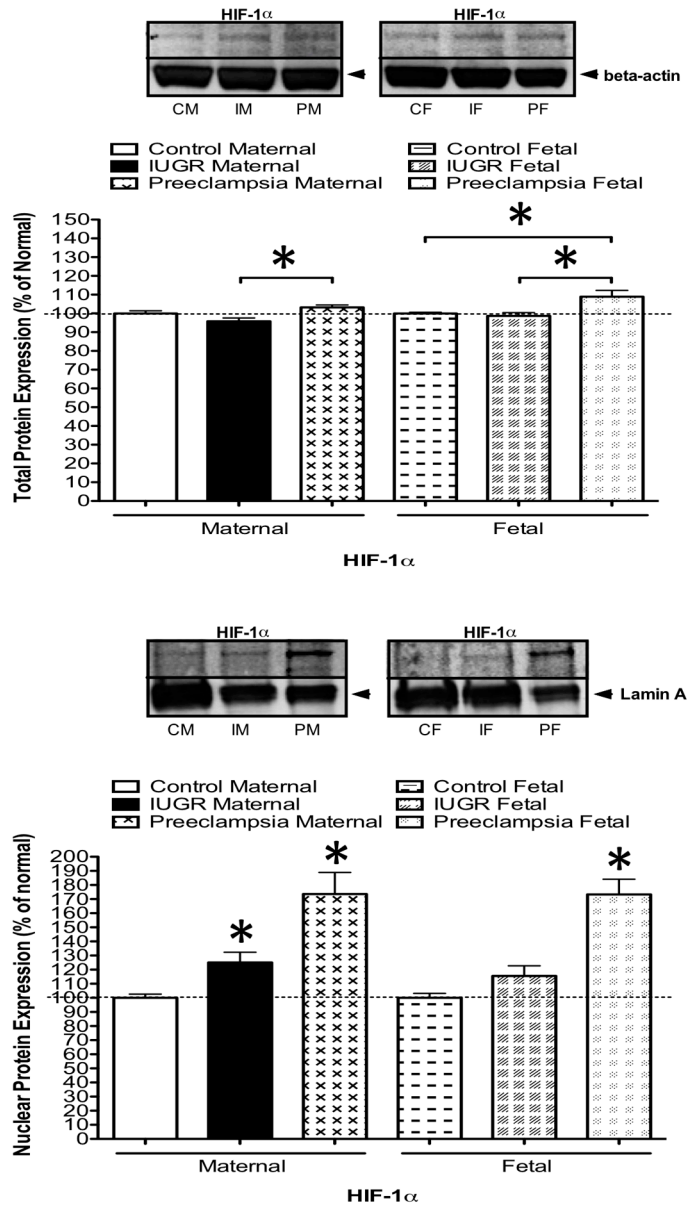 HIF-1α HIF-1α
beta-actin
CM IM PM CF IF PF
Control Maternal Control Fetal
IUGR Maternal IUGR Fetal
Preeclampsia Maternal Preeclampsia Fetal
Total Protein Expression (% of Normal)
150
140
130
120
110
100
90
80
70
60
50
40
30
20
10
0
* * *
Maternal Fetal
HIF-1α
HIF-1α HIF-1α
Lamin A
CM IM PM CF IF PF
Control Maternal Control Fetal
IUGR Maternal IUGR Fetal
Preeclampsia Maternal Preeclampsia Fetal
Nuclear Protein Expression (% of normal)
200
190
180
170
160
150
140
130
120
110
100
90
80
70
60
50
40
30
20
10
0
* * *
Maternal Fetal
HIF-1α